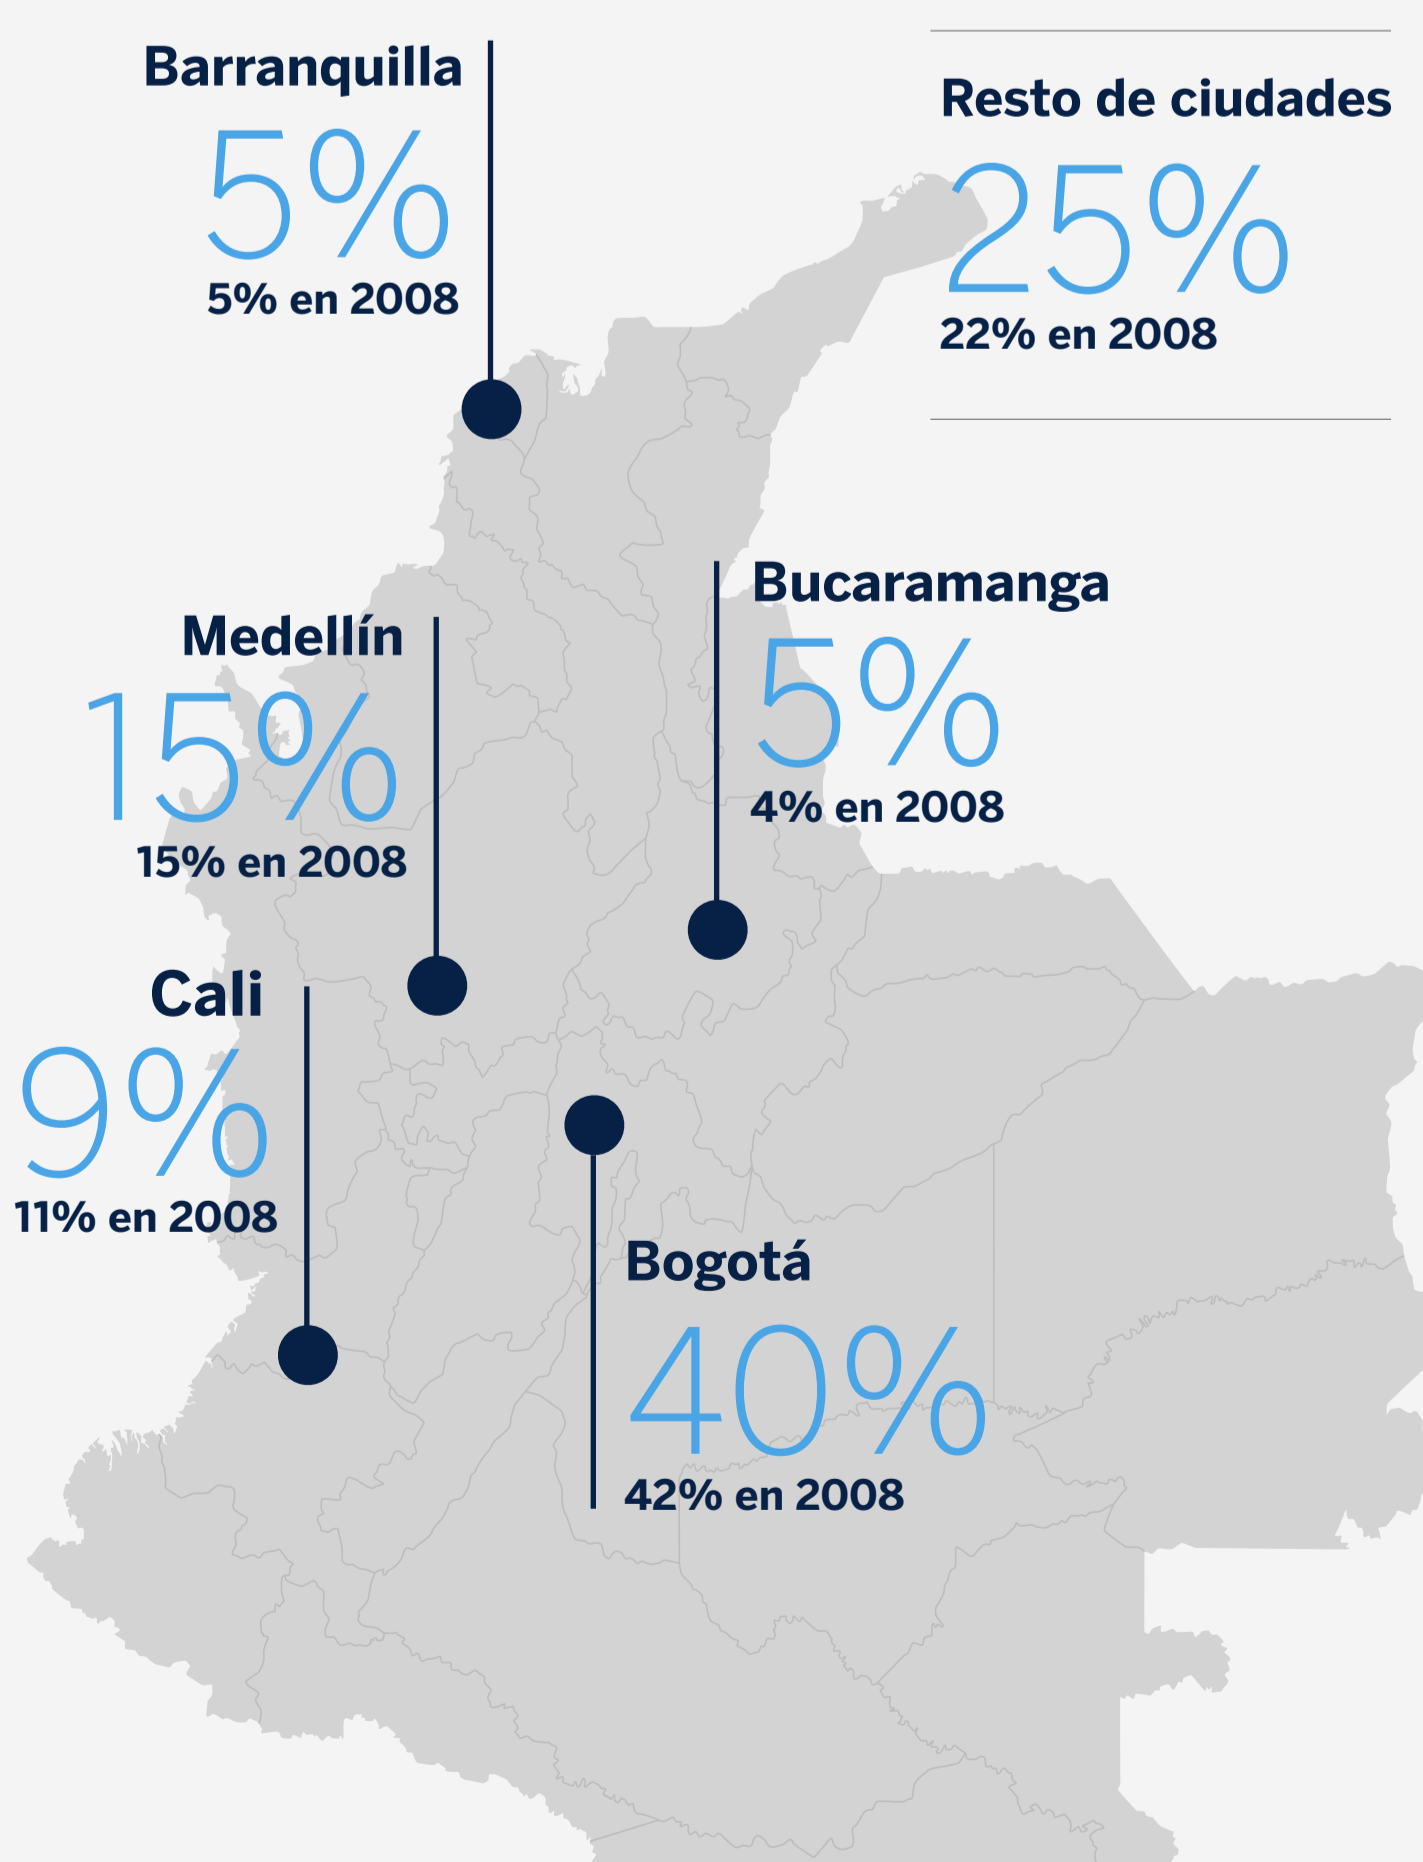 Barranquilla
5%
5% en 2008
Resto de ciudades
25%
22% en 2008
Bucaramanga
5%
4% en 2008
Medellín
15%
15% en 2008
Cali
9%
11% en 2008
Bogotá
40%
42% en 2008